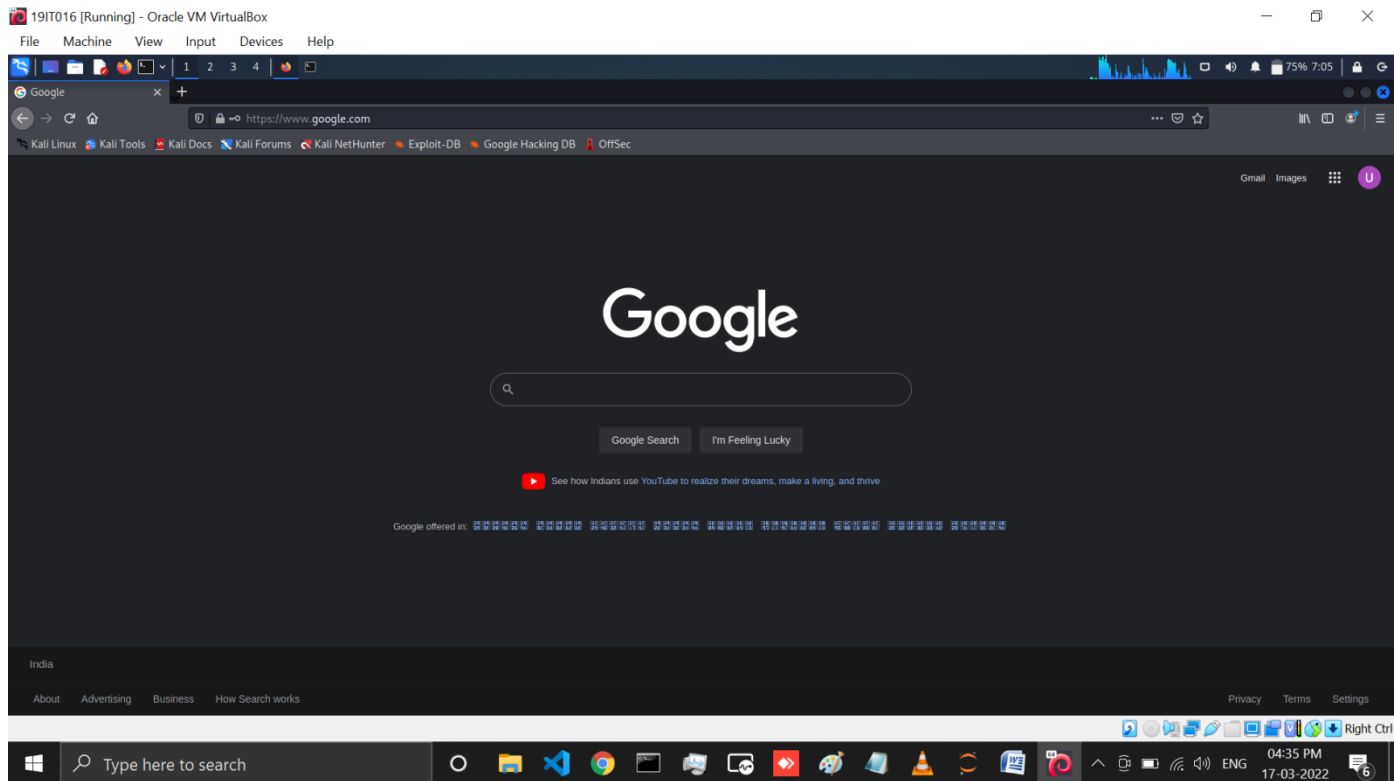 19IT016 [Running] - Oracle VM VirtualBox
File Machine View Input Devices Help
1 2 3 4 75% 7:05
Google
https://www.google.com
Kali Linux Kali Tools Kali Docs Kali Forums Kali NetHunter Exploit-DB Google Hacking DB OffSec
Gmail Images U
Google
Google Search I'm Feeling Lucky
See how Indians use YouTube to realize their dreams, make a living, and thrive
Google offered in:
India
About Advertising Business How Search works Privacy Terms Settings
Right Ctrl
Type here to search ENG 04:35 PM
17-03-2022 6